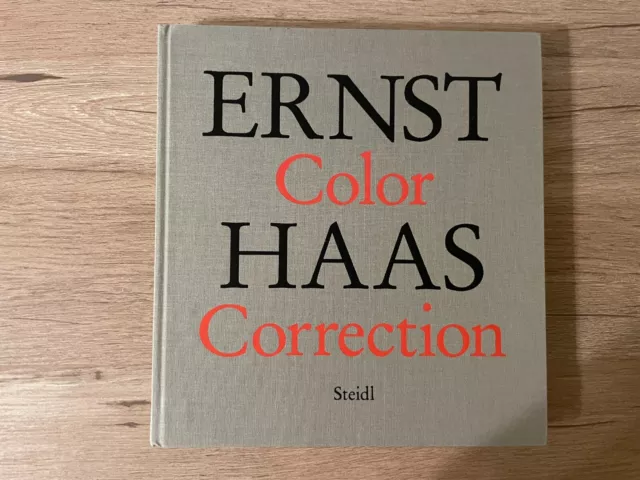 ERNST
Color
HAAS
Correction
Steidl